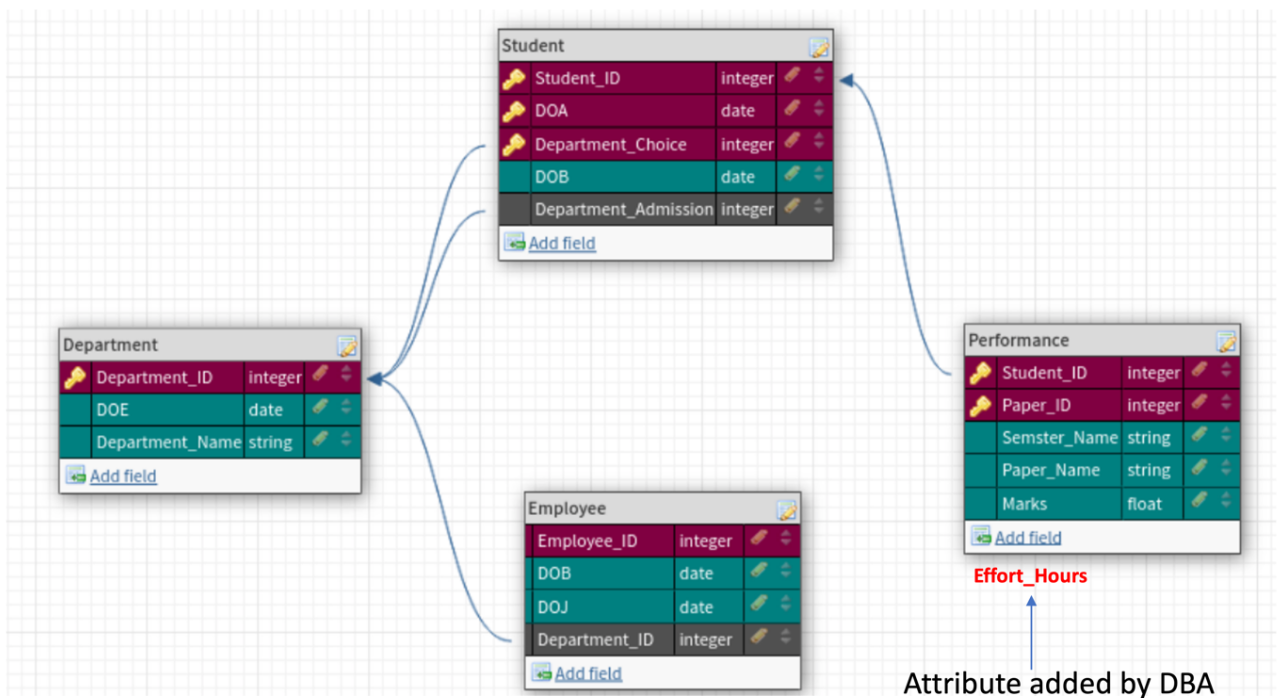 Student
Student_ID integer
DOA date
Department_Choice integer
DOB date
Department_Admission integer
Add field
Department
Department_ID integer
DOE date
Department_Name string
Add field
Performance
Student_ID integer
Paper_ID integer
Semster_Name string
Paper_Name string
Marks float
Add field
Effort_Hours
Attribute added by DBA
Employee
Employee_ID integer
DOB date
DOJ date
Department_ID integer
Add field